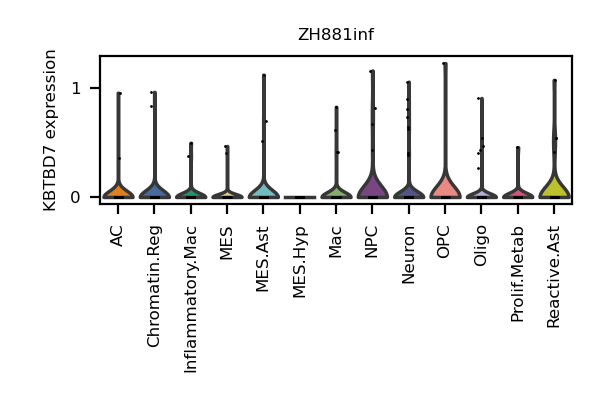 ZH881inf
KBTBD7 expression
1
0
AC
Chromatin.Reg
Inflammatory.Mac
MES
MES.Ast
MES.Hyp
Mac
NPC
Neuron
OPC
Oligo
Prolif.Metab
Reactive.Ast